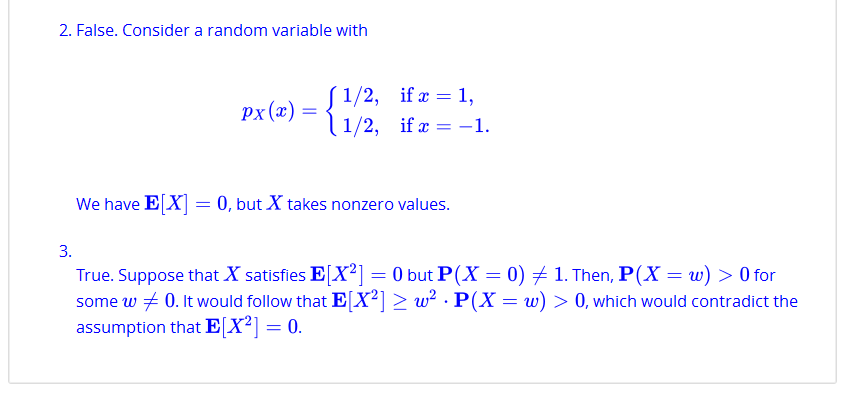 2. False. Consider a random variable with
pX(x) = { 1/2, if x = 1,
1/2, if x = −1.
We have E[X] = 0, but X takes nonzero values.
3.
True. Suppose that X satisfies E[X²] = 0 but P(X = 0) ≠ 1. Then, P(X = w) > 0 for
some w ≠ 0. It would follow that E[X²] ≥ w² · P(X = w) > 0, which would contradict the
assumption that E[X²] = 0.